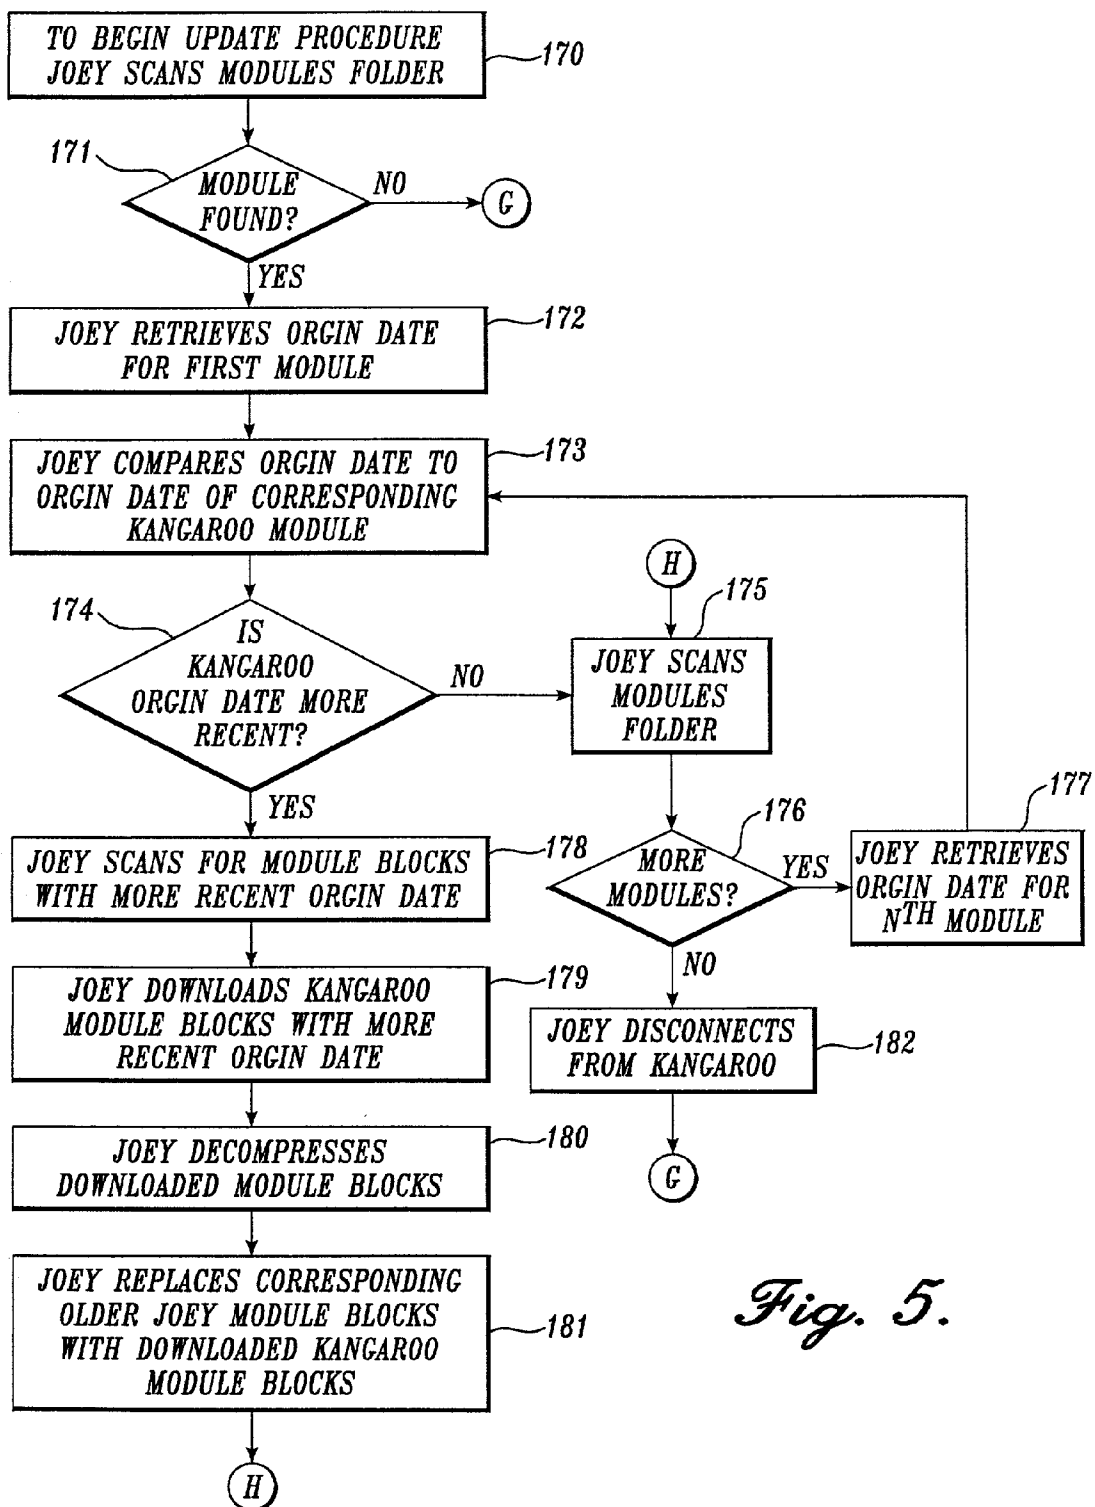 TO BEGIN UPDATE PROCEDURE
JOEY SCANS MODULES FOLDER
170
171
MODULE
FOUND?
NO
G
YES
JOEY RETRIEVES ORGIN DATE
FOR FIRST MODULE
172
JOEY COMPARES ORGIN DATE TO
ORGIN DATE OF CORRESPONDING
KANGAROO MODULE
173
174
IS
KANGAROO
ORGIN DATE MORE
RECENT?
NO
YES
H
175
JOEY SCANS
MODULES
FOLDER
176
MORE
MODULES?
YES
177
JOEY RETRIEVES
ORGIN DATE FOR
NTH MODULE
NO
JOEY DISCONNECTS
FROM KANGAROO
182
G
JOEY SCANS FOR MODULE BLOCKS
WITH MORE RECENT ORGIN DATE
178
JOEY DOWNLOADS KANGAROO
MODULE BLOCKS WITH MORE
RECENT ORGIN DATE
179
JOEY DECOMPRESSES
DOWNLOADED MODULE BLOCKS
180
JOEY REPLACES CORRESPONDING
OLDER JOEY MODULE BLOCKS
WITH DOWNLOADED KANGAROO
MODULE BLOCKS
181
H
Fig. 5.